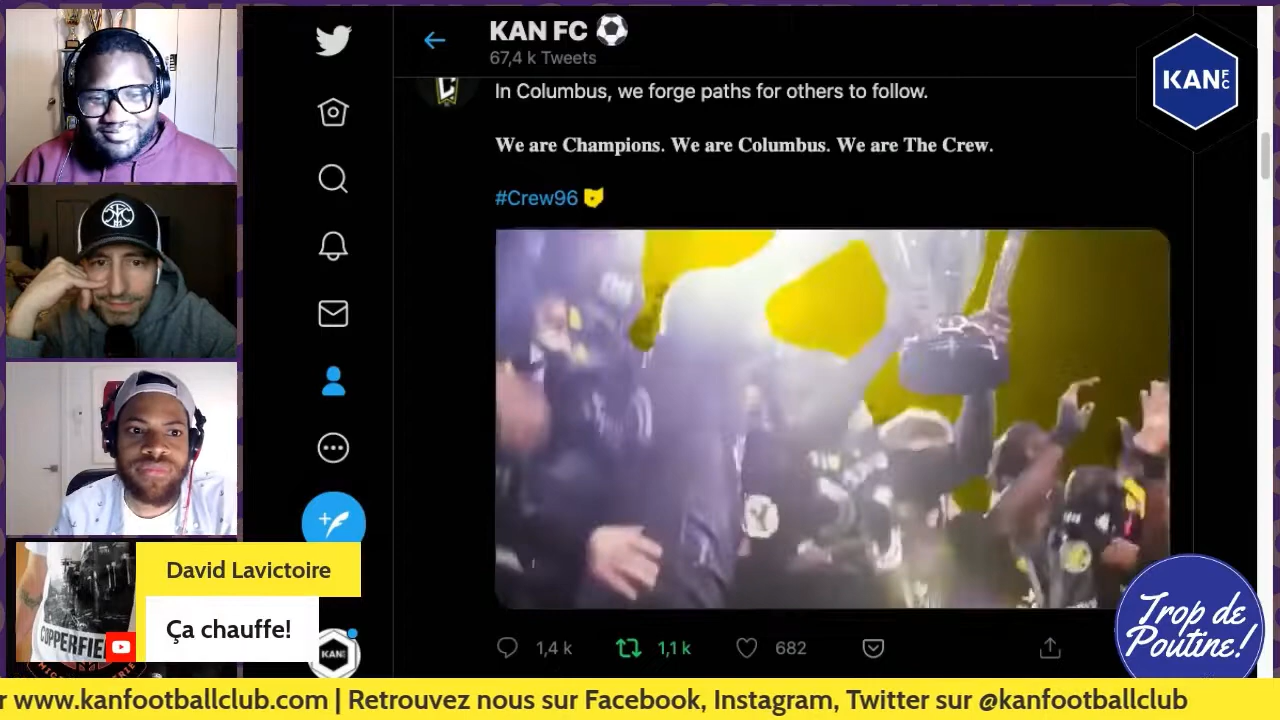 KAN FC
67,4 k Tweets
In Columbus, we forge paths for others to follow.
We are Champions. We are Columbus. We are The Crew.
#Crew96
1,4 k
1,1 k
682
KAN FC
David Lavictoire
Ça chauffe!
COPPERFIE
KAN
Trop de
Poutine!
www.kanfootballclub.com | Retrouvez nous sur Facebook, Instagram, Twitter sur @kanfootballclub